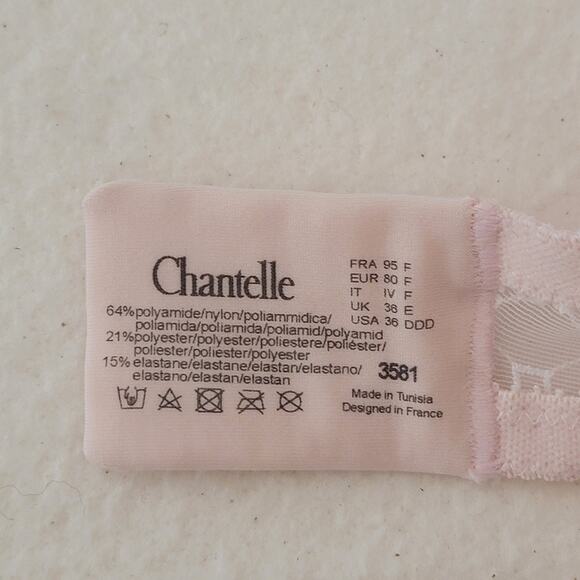 Chantelle
FRA 95 F
EUR 80 F
IT IV F
UK 36 E
USA 36 DDD
64% polyamide/nylon/poliammidica/
poliamida/poliamida/poliamid/polyamid
21% polyester/polyester/poliestere/poliéster/
poliester/poliester/polyester
15% elastane/elastane/elastan/elastano/
elastano/elastan/elastan
3581
Made in Tunisia
Designed in France